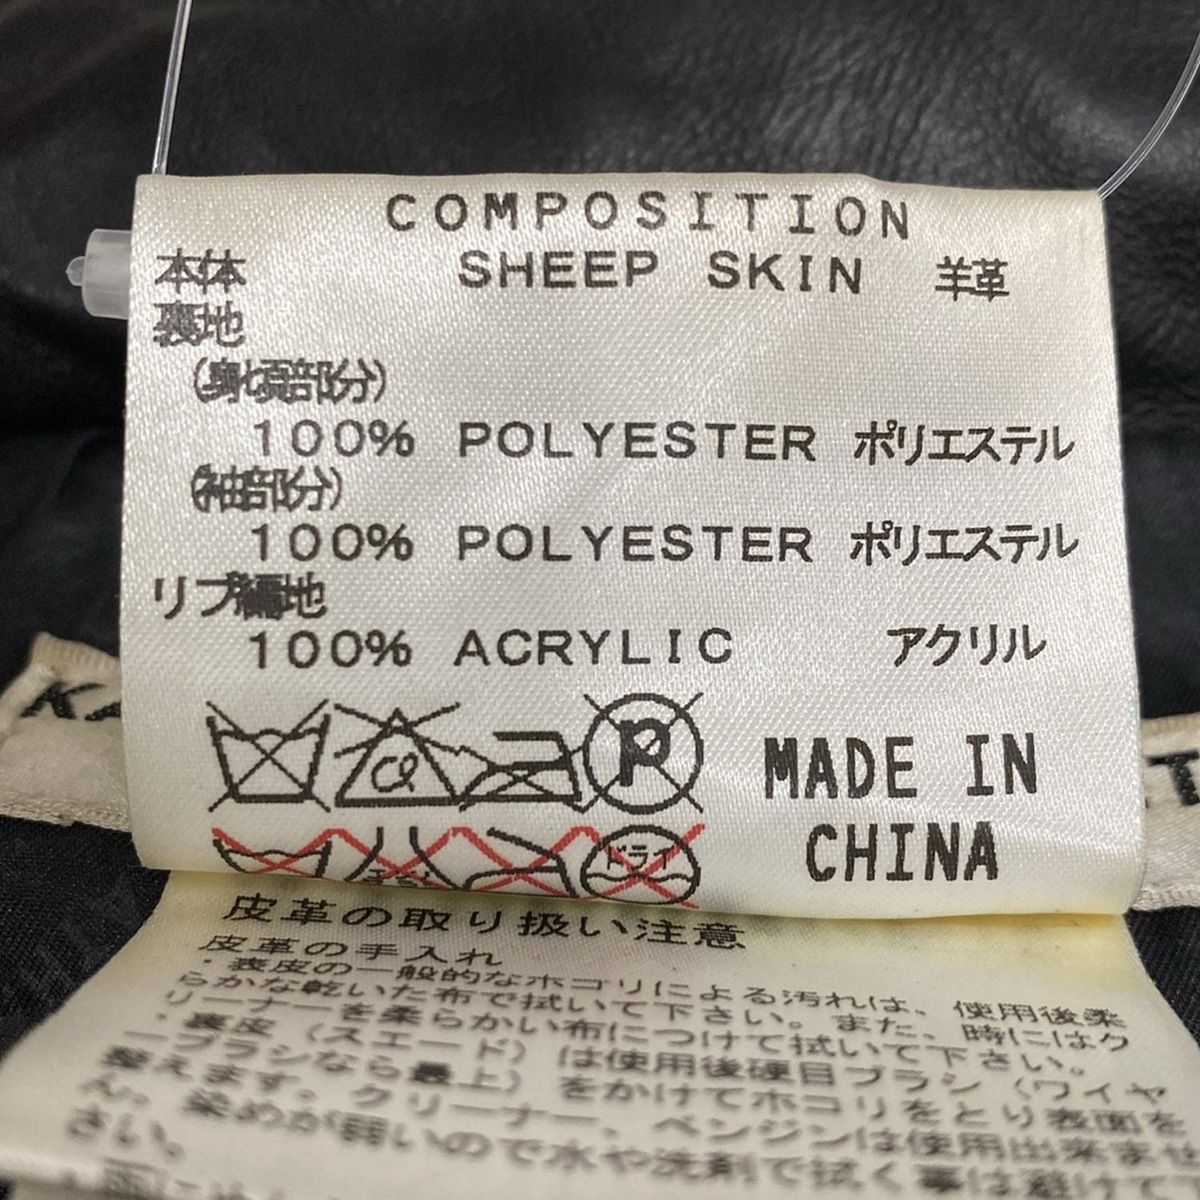 COMPOSITION
本体 SHEEP SKIN 羊革
裏地
(身頃部分)
100% POLYESTER ポリエステル
(袖部分)
100% POLYESTER ポリエステル
リブ編地
100% ACRYLIC アクリル
MADE IN
CHINA
ドライ
皮革の取り扱い注意
皮革の手入れ
・表皮の一般的なホコリによる汚れは、使用後柔
らかな乾いた布で拭いて下さい。また、時にはク
リーナーを柔らかい布につけて拭いて下さい。
・裏皮（スエード）は使用後硬目ブラシ（ワイヤ
ーブラシなら最上）をかけてホコリをとり表面を
整えます。クリーナー、ベンジンは使用出来ませ
ん。染めが弱いので水や洗剤で拭く事は避けて
さい。